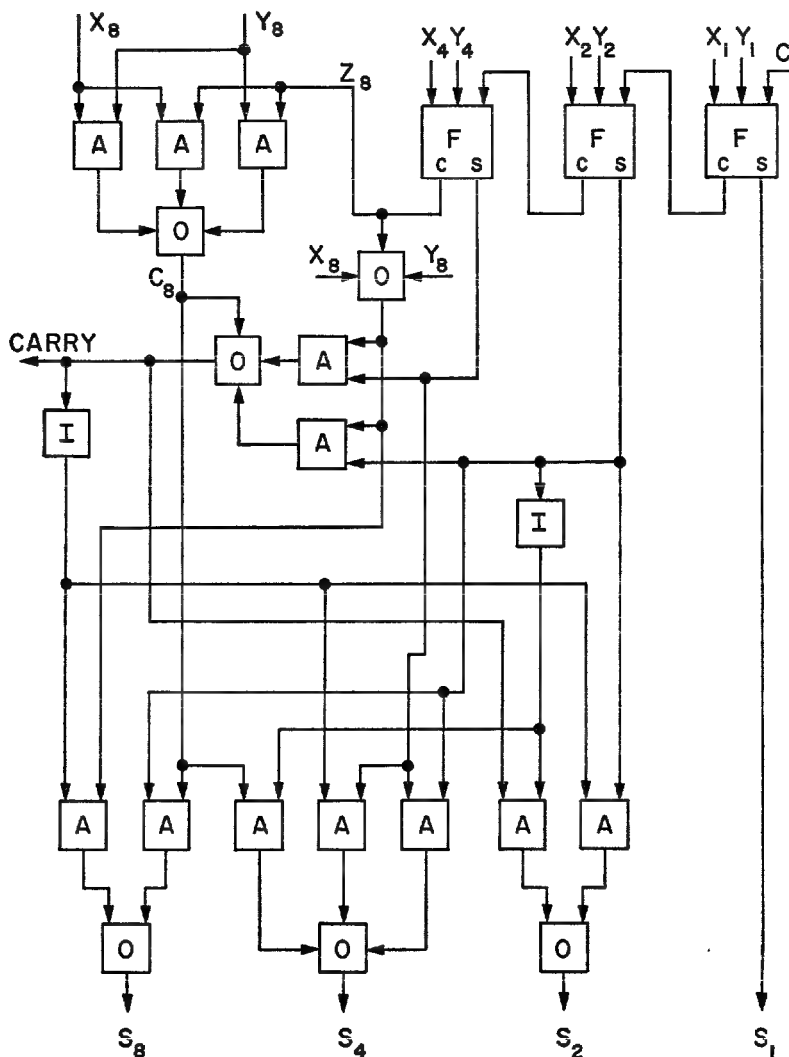 X₈ Y₈ X₄ Y₄ X₂ Y₂ X₁ Y₁ C
Z₈
A A A F F F
C S C S C S
O
X₈ O Y₈
C₈
CARRY O A
I A
I
A A A A A A A
O O O
S₈ S₄ S₂ S₁